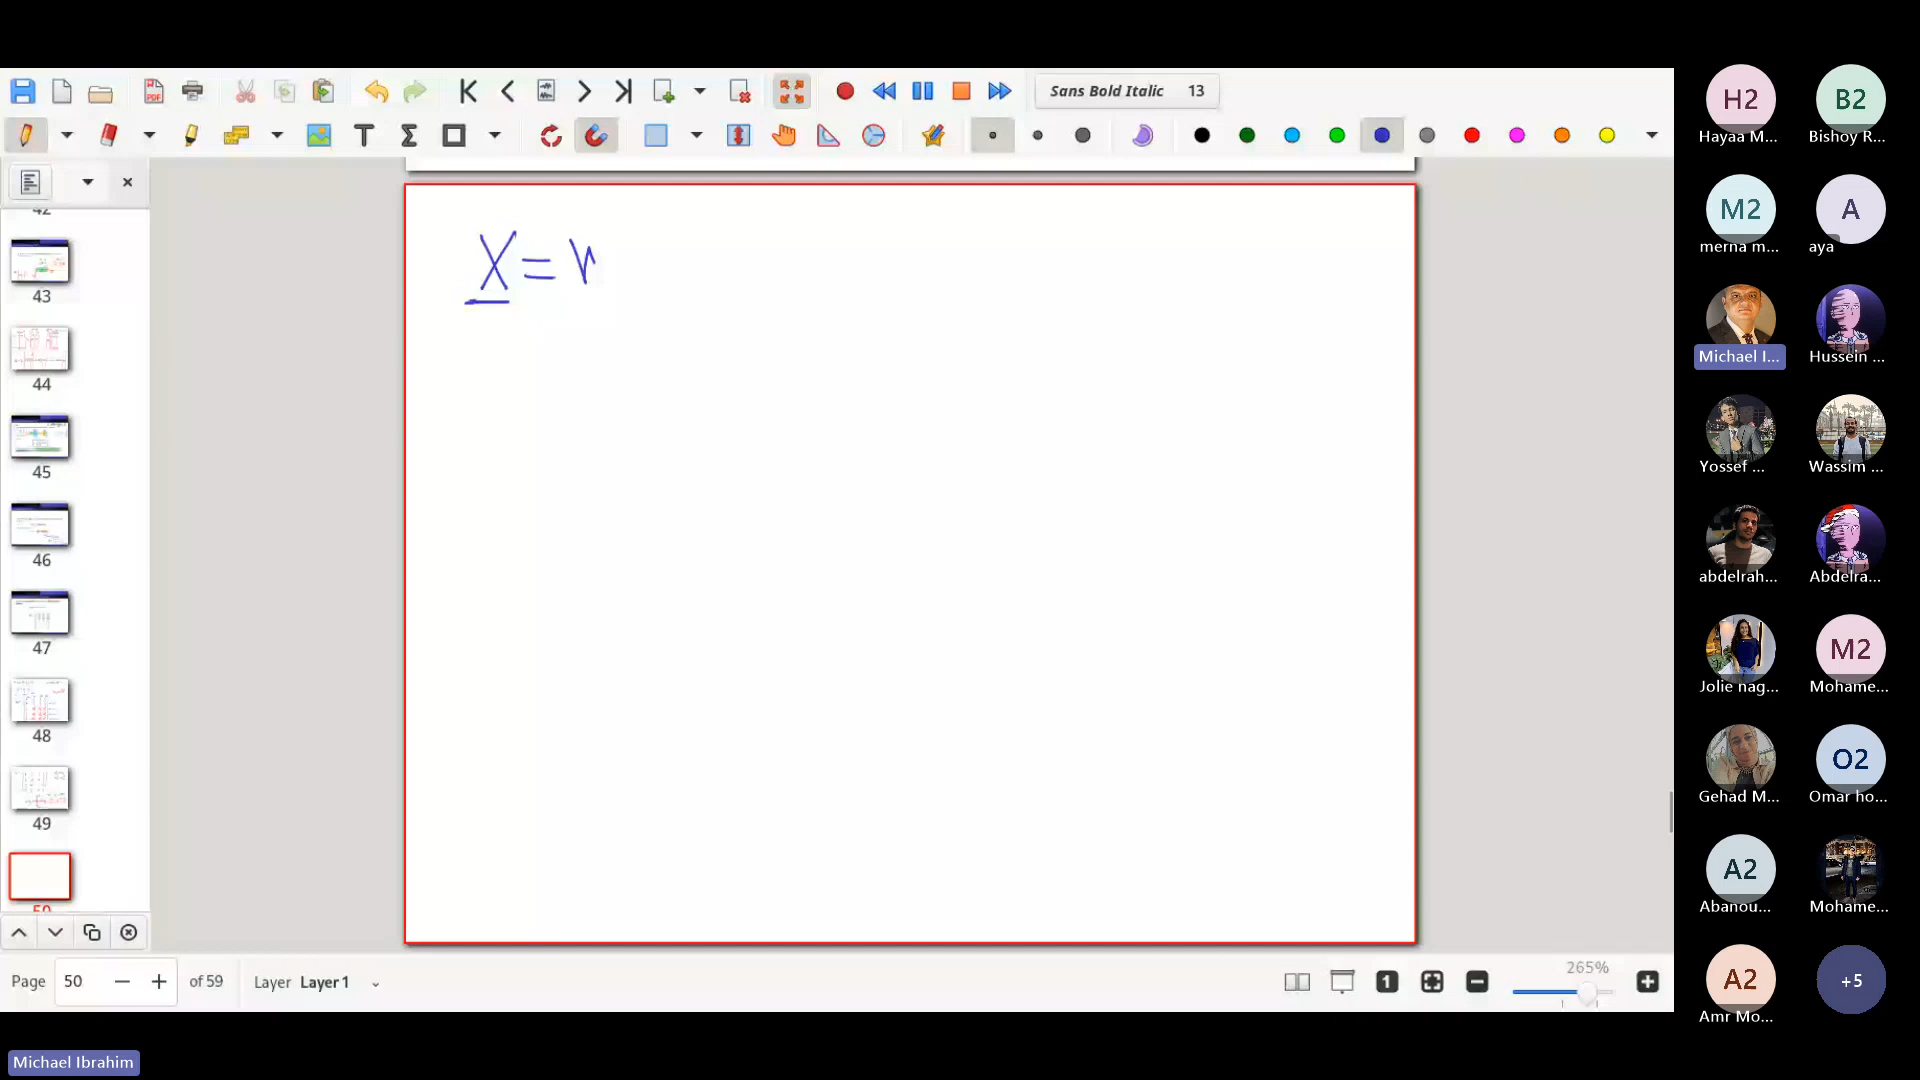 Sans Bold Italic 13
H2 B2
Hayaa M... Bishoy R...
M2 A
merna m... aya
X =
Michael I... Hussein ...
43
44
Yossef ... Wassim ...
45
46
abdelrah... Abdelra...
47
M2
Jolie nag... Mohame...
48
O2
Gehad M... Omar ho...
49
A2
Abanou... Mohame...
50
Page 50 of 59 Layer Layer 1 265%
A2 +5
Amr Mo...
Michael Ibrahim